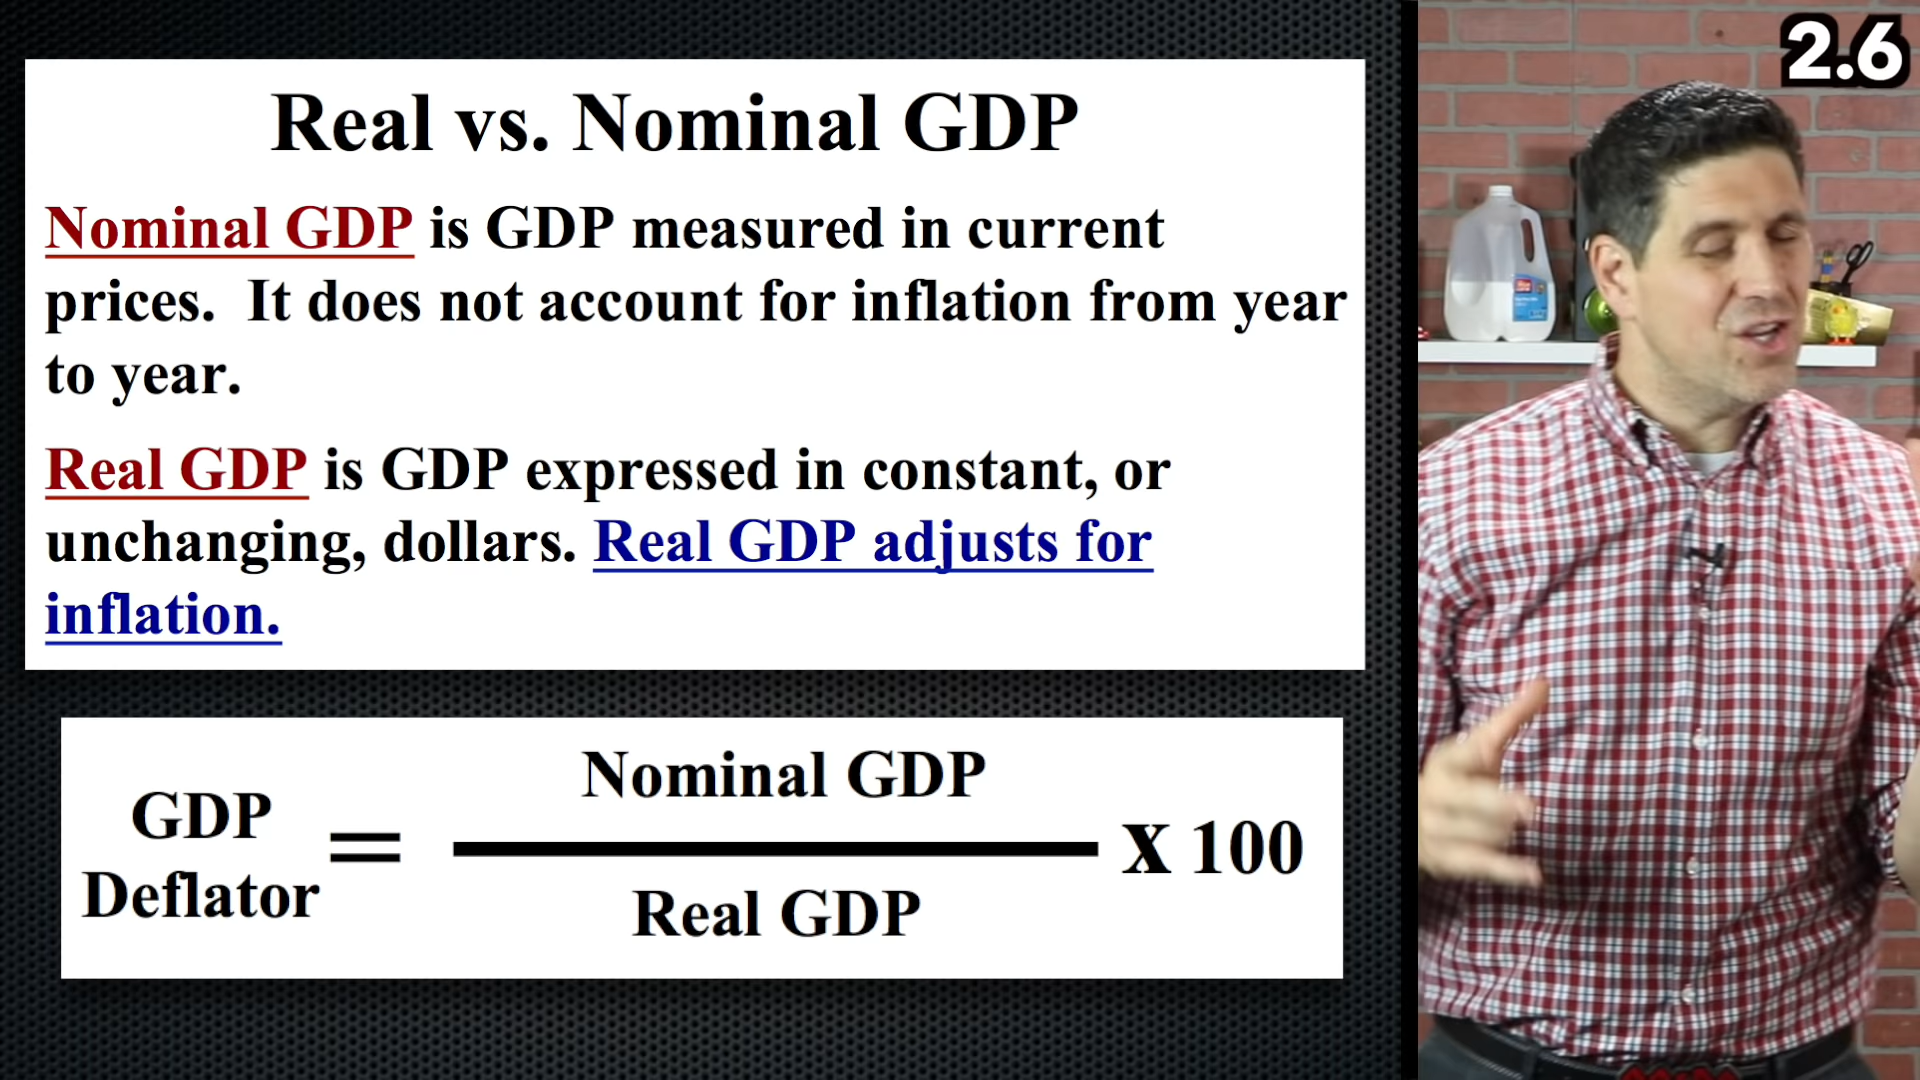 2.6
Real vs. Nominal GDP
Nominal GDP is GDP measured in current
prices. It does not account for inflation from year
to year.
Real GDP is GDP expressed in constant, or
unchanging, dollars. Real GDP adjusts for
inflation.
GDP
Deflator
=
Nominal GDP
Real GDP
X 100